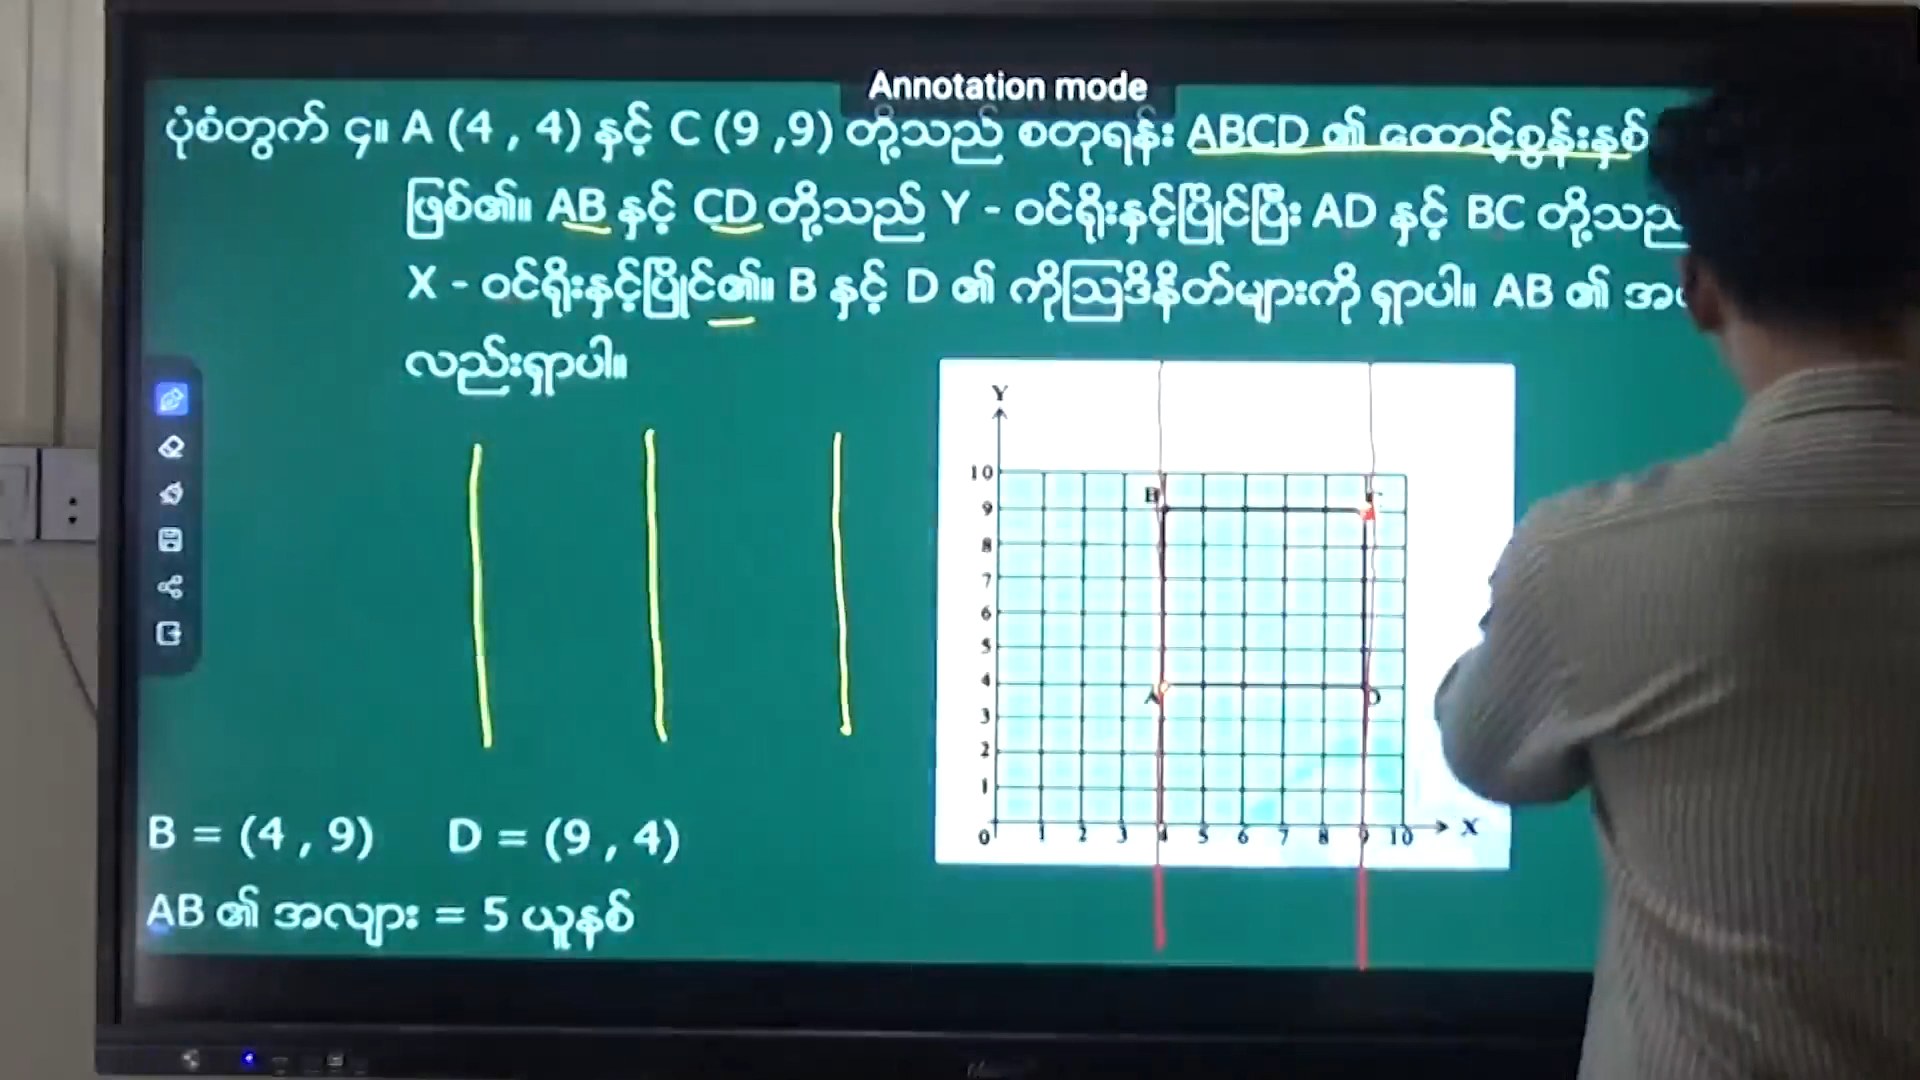 Annotation mode
ပုံစံတွက် ၄။ A (4 , 4) နှင့် C (9 ,9) တို့သည် စတုရန်း ABCD ၏ ထောင့်စွန်းနှစ်
ဖြစ်၏။ AB နှင့် CD တို့သည် Y - ဝင်ရိုးနှင့်ပြိုင်ပြီး AD နှင့် BC တို့သည်
X - ဝင်ရိုးနှင့်ပြိုင်၏။ B နှင့် D ၏ ကိုဩဒိနိတ်များကို ရှာပါ။ AB ၏
လည်းရှာပါ။
Y
10
B C
9
8
7
6
5
4
A D
3
2
1
0 1 2 3 4 5 6 7 8 9 10 X
B = (4 , 9) D = (9 , 4)
AB ၏ အလျား = 5 ယူနစ်